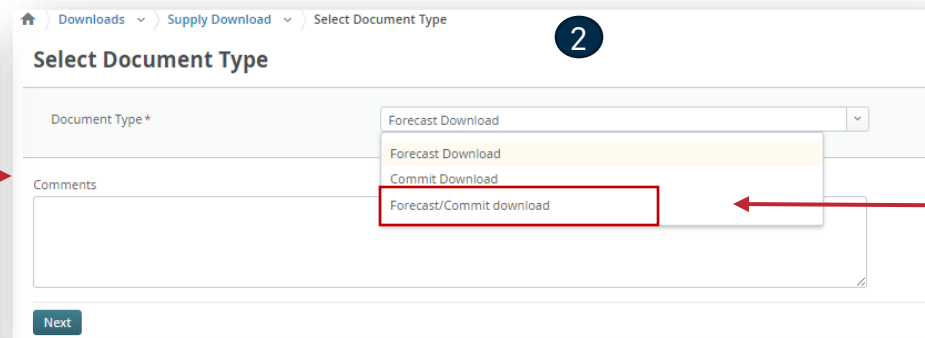 Downloads Supply Download Select Document Type
2
Select Document Type
Document Type * Forecast Download
Forecast Download
Commit Download
Forecast/Commit download
Comments
Next